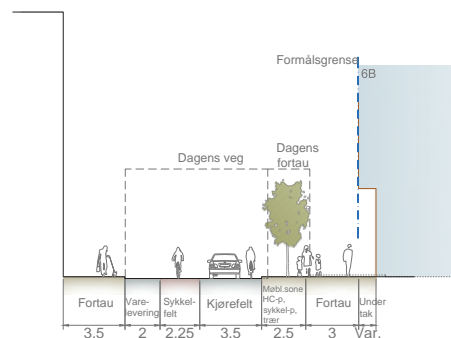 Formålsgrense
6B
Dagens veg
Dagens
fortau
Fortau
Vare-
levering
Sykkel-
felt
Kjørefelt
Møbl.sone
HC-p,
sykkel-p,
trær
Fortau
Under
tak
3.5 2 2.25 3.5 2.5 3 Var.